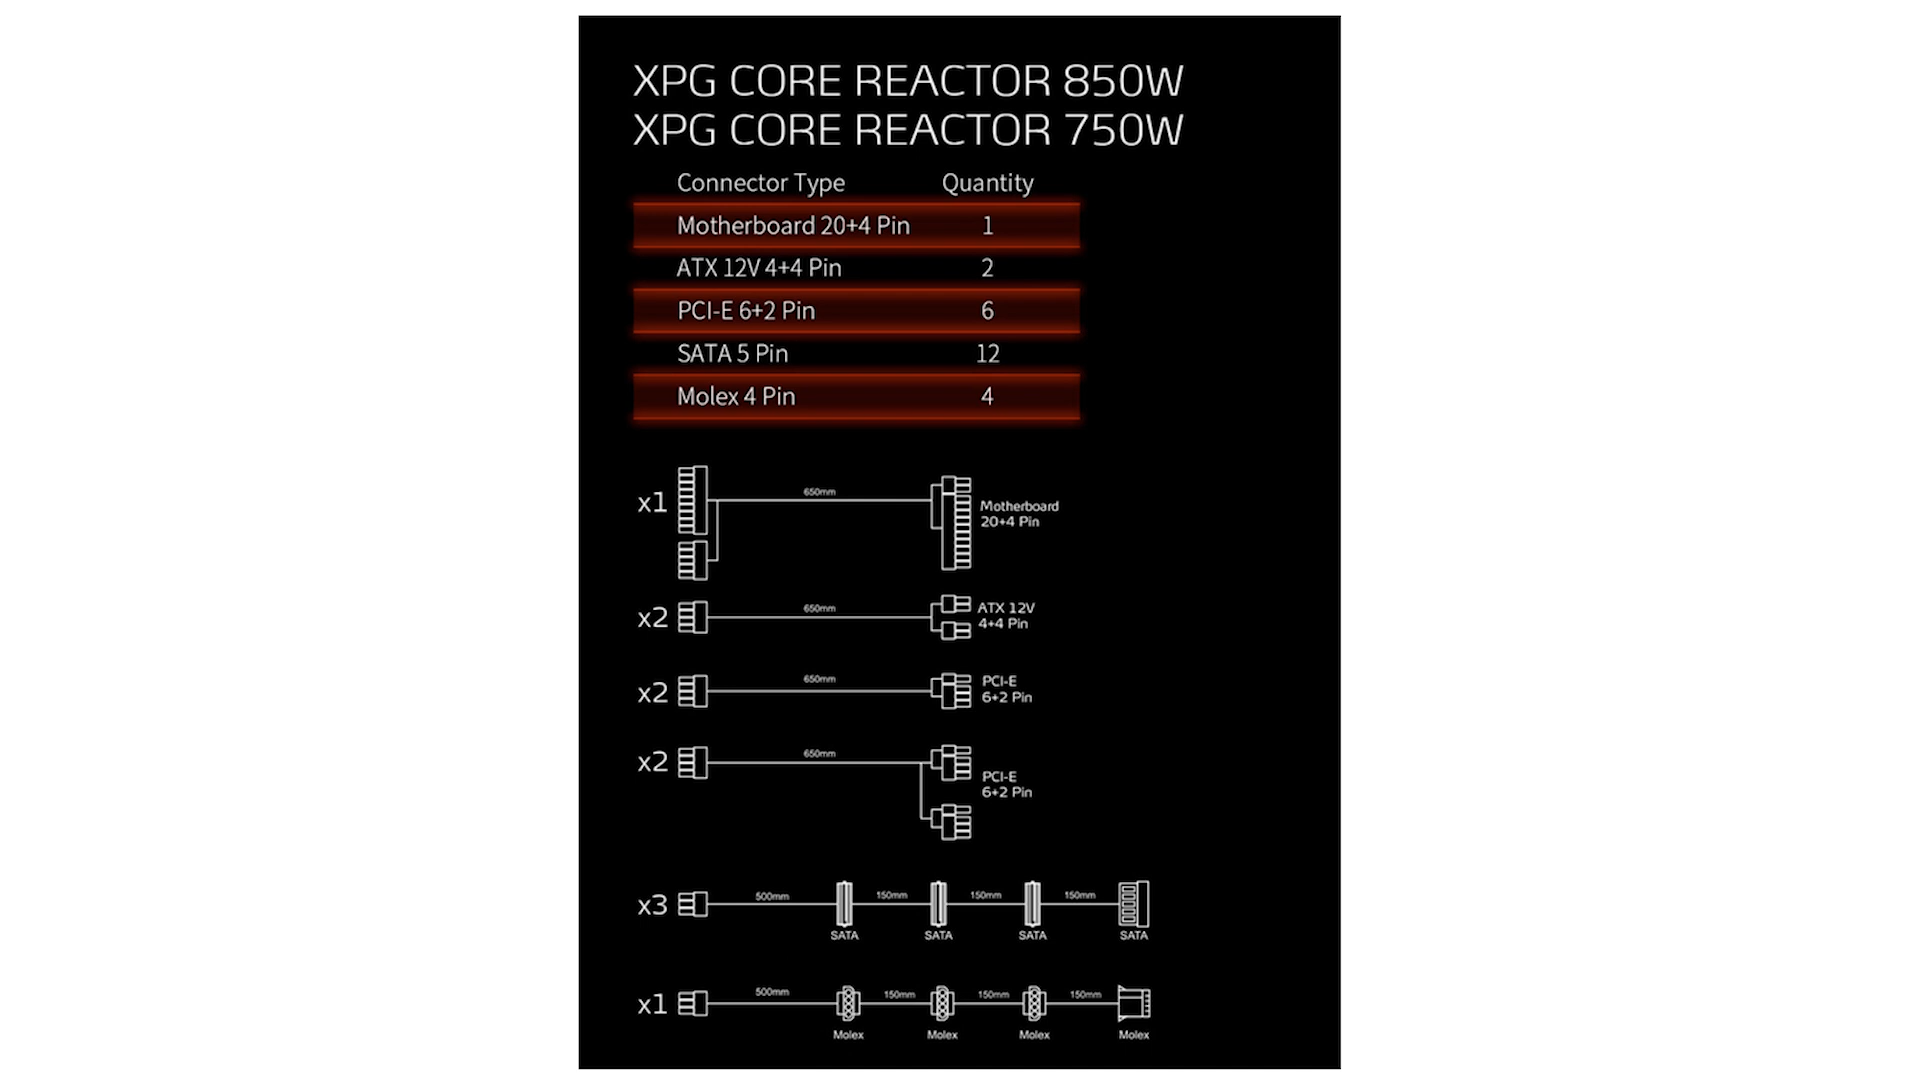 XPG CORE REACTOR 850W
XPG CORE REACTOR 750W
Connector Type Quantity
Motherboard 20+4 Pin 1
ATX 12V 4+4 Pin 2
PCI-E 6+2 Pin 6
SATA 5 Pin 12
Molex 4 Pin 4
x1 650mm Motherboard
20+4 Pin
x2 650mm ATX 12V
4+4 Pin
x2 650mm PCI-E
6+2 Pin
x2 650mm PCI-E
6+2 Pin
x3 500mm 150mm 150mm 150mm
SATA SATA SATA SATA
x1 500mm 150mm 150mm 150mm
Molex Molex Molex Molex